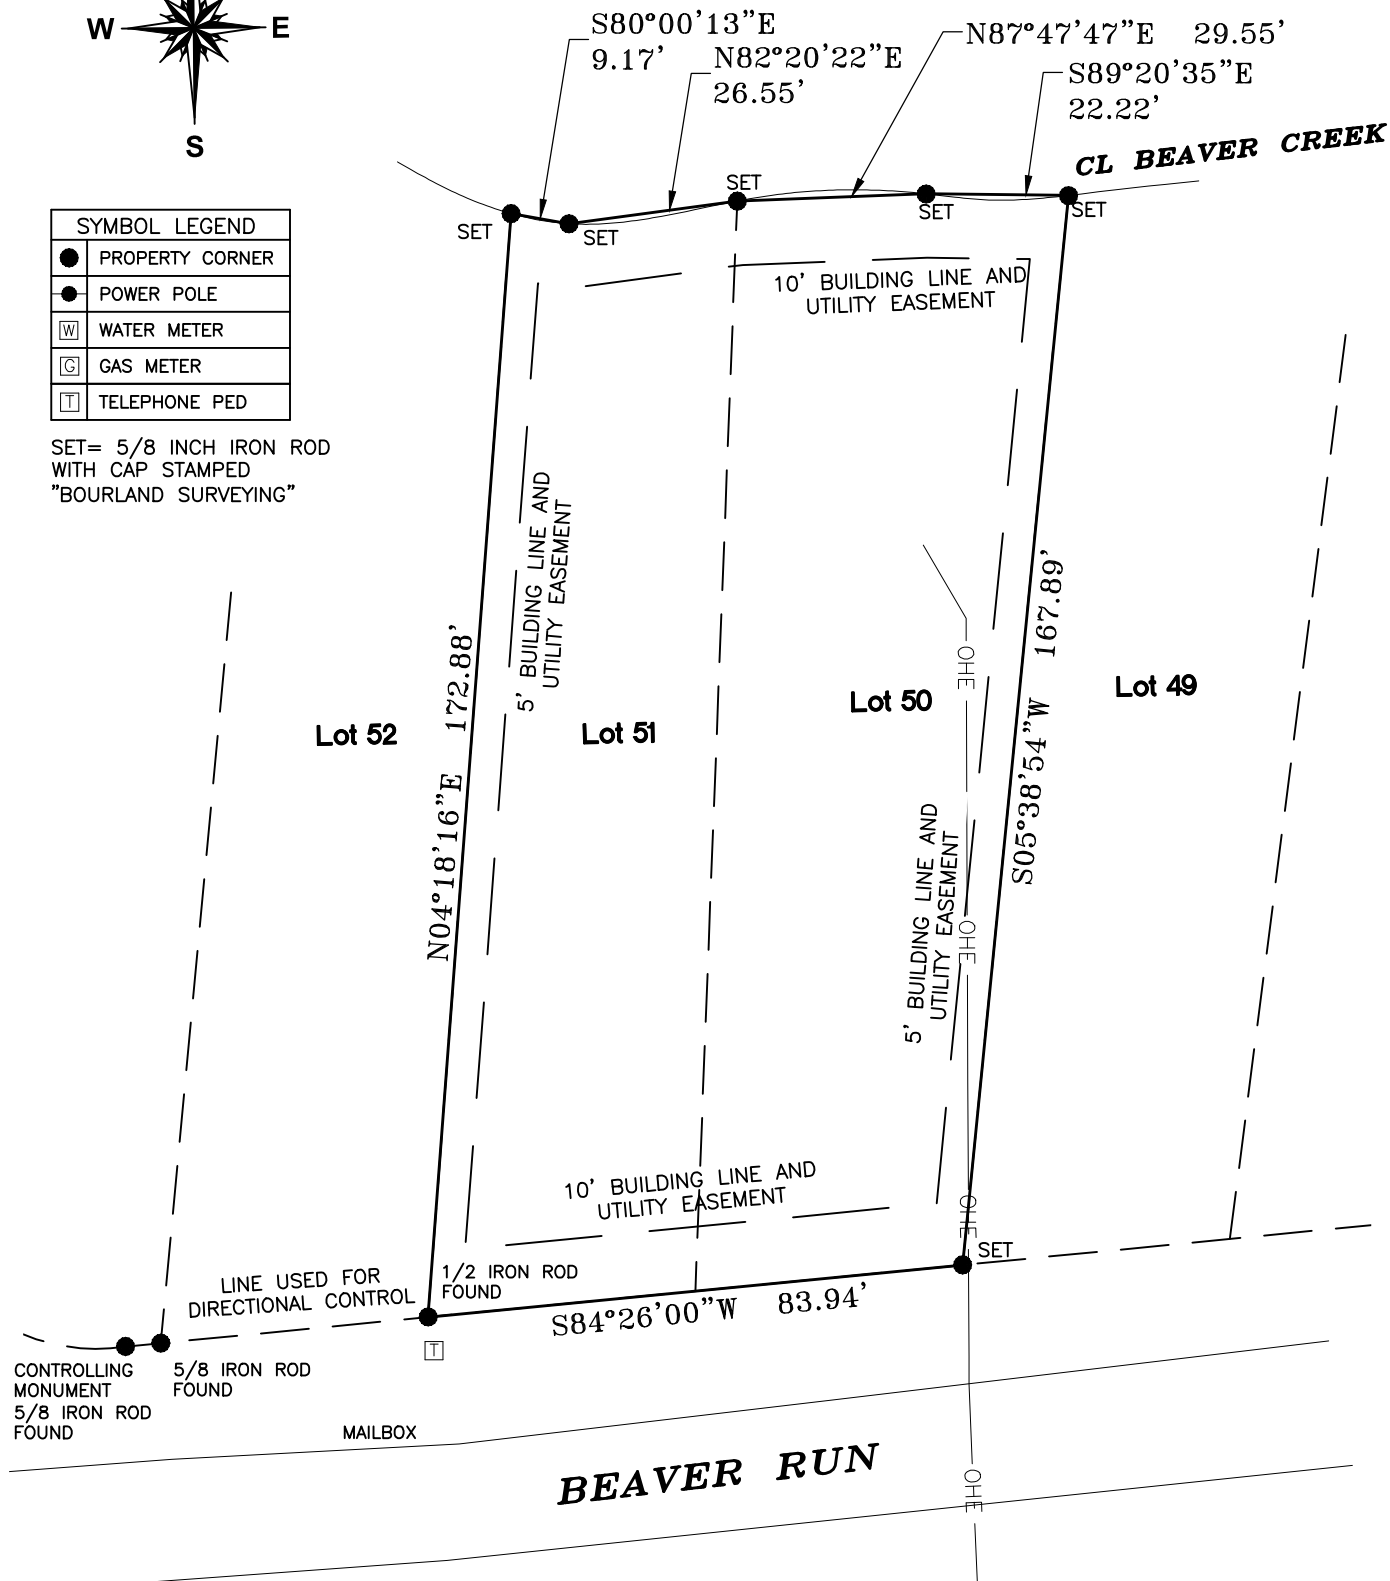 W
E
S
S80°00'13"E
9.17'
N82°20'22"E
26.55'
N87°47'47"E 29.55'
S89°20'35"E
22.22'
CL BEAVER CREEK
SET
SET
SET
SET
SET
SYMBOL LEGEND
PROPERTY CORNER
POWER POLE
W WATER METER
G GAS METER
T TELEPHONE PED
SET= 5/8 INCH IRON ROD
WITH CAP STAMPED
"BOURLAND SURVEYING"
10' BUILDING LINE AND
UTILITY EASEMENT
5' BUILDING LINE AND
UTILITY EASEMENT
N04°18'16"E 172.88'
S05°38'54"W 167.89'
OHE
Lot 52
Lot 51
Lot 50
Lot 49
5' BUILDING LINE AND
UTILITY EASEMENT
OHE
10' BUILDING LINE AND
UTILITY EASEMENT
OHE
SET
LINE USED FOR
DIRECTIONAL CONTROL
1/2 IRON ROD
FOUND
S84°26'00"W 83.94'
T
CONTROLLING
MONUMENT
5/8 IRON ROD
FOUND
5/8 IRON ROD
FOUND
MAILBOX
BEAVER RUN
OHE